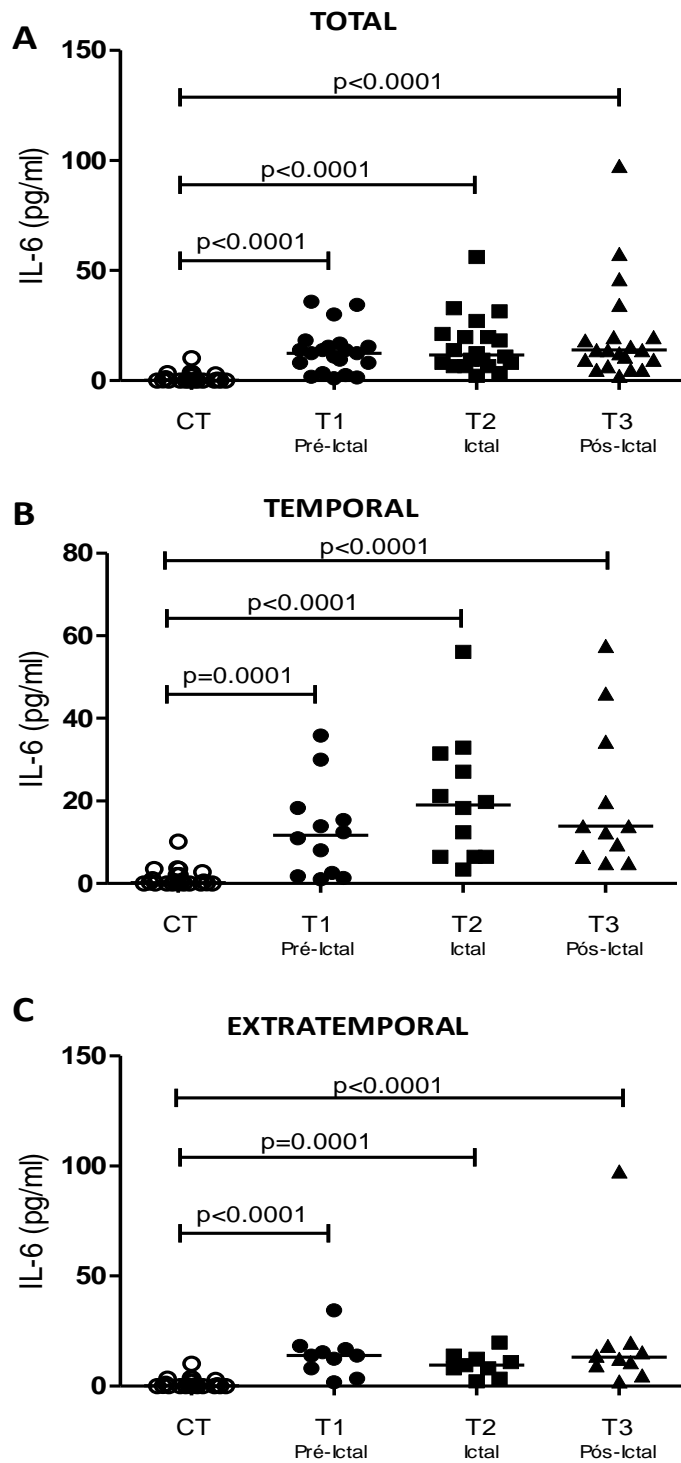 A
TOTAL
150
100
50
0
IL-6 (pg/ml)
p<0.0001
p<0.0001
p<0.0001
CT
T1
T2
T3
Pré-Ictal
Ictal
Pós-Ictal
B
TEMPORAL
80
60
40
20
0
IL-6 (pg/ml)
p<0.0001
p<0.0001
p=0.0001
CT
T1
T2
T3
Pré-Ictal
Ictal
Pós-Ictal
C
EXTRATEMPORAL
150
100
50
0
IL-6 (pg/ml)
p<0.0001
p=0.0001
p<0.0001
CT
T1
T2
T3
Pré-Ictal
Ictal
Pós-Ictal